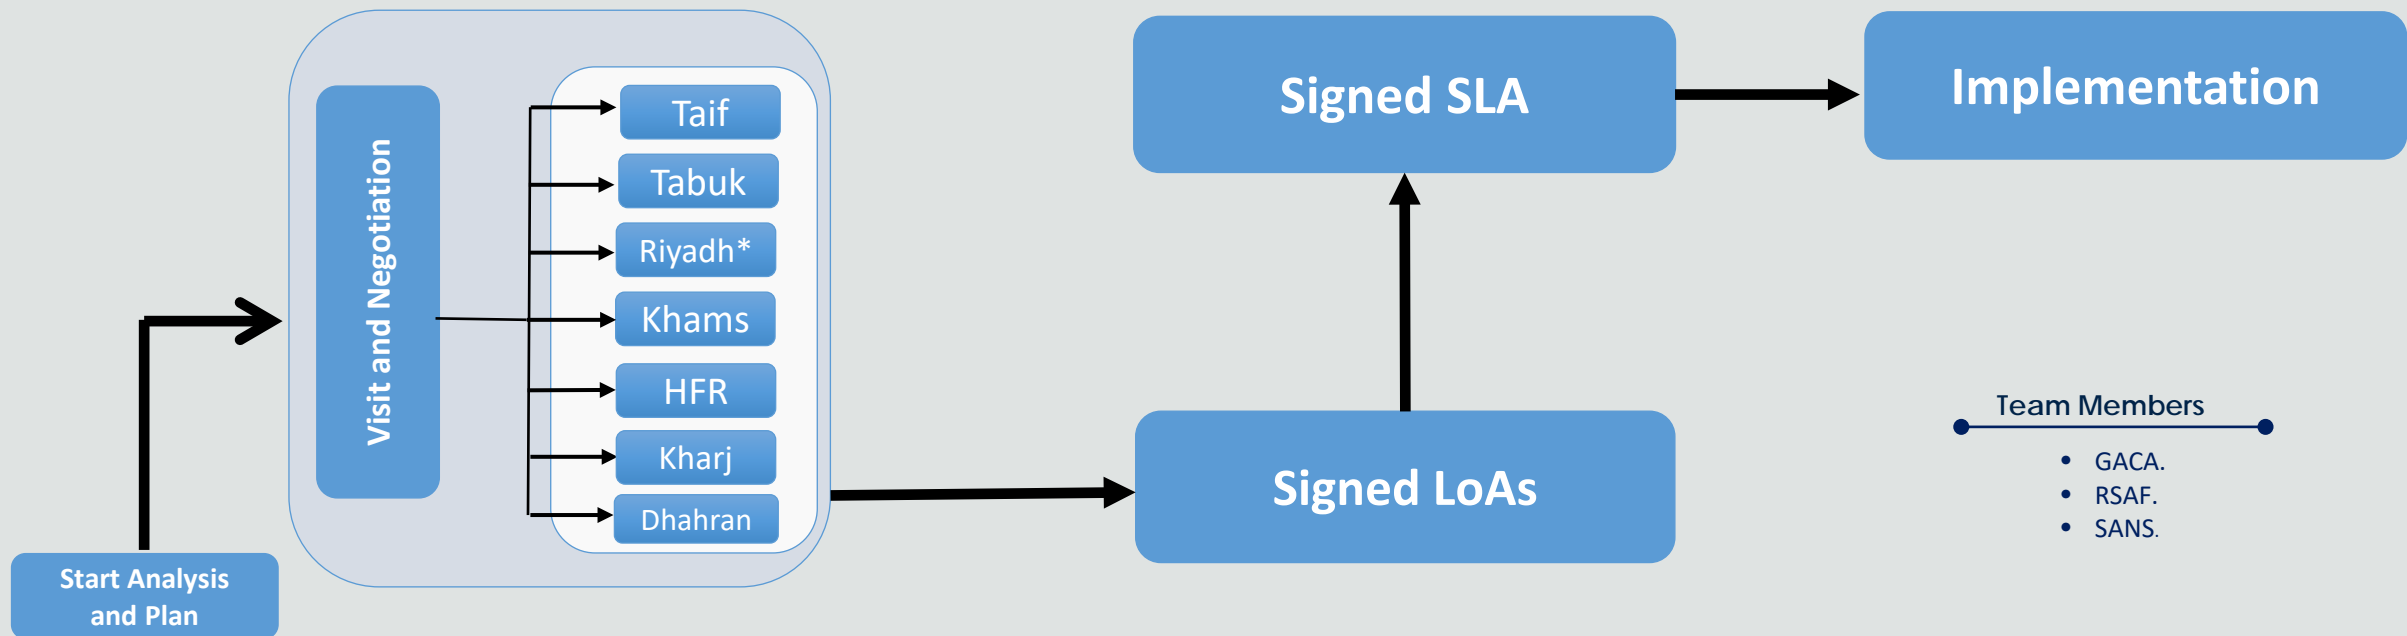 Start Analysis
and Plan
Visit and Negotiation
Taif
Tabuk
Riyadh*
Khams
HFR
Kharj
Dhahran
Signed LoAs
Signed SLA
Implementation
Team Members
• GACA.
• RSAF.
• SANS.